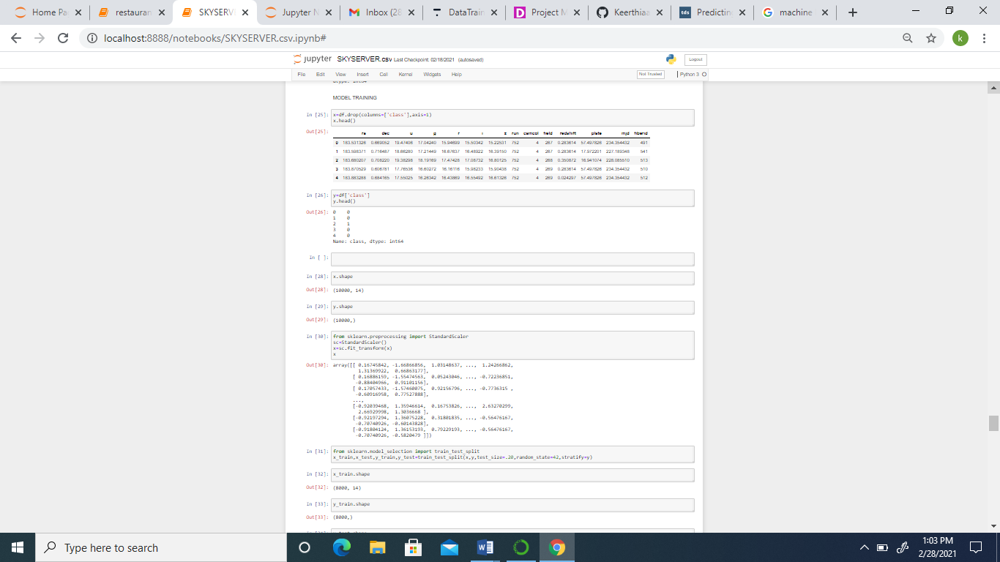 Home Pa
restauran
SKYSERV
Jupyter N
Inbox (28
DataTrain
Project M
Keerthiaa
Predictin
machine
localhost:8888/notebooks/SKYSERVER.csv.ipynb#
k
jupyter SKYSERVER.csv Last Checkpoint: 02/18/2021 (autosaved)
Logout
File Edit View Insert Cell Kernel Widgets Help
Not Trusted
Python 3
dtype: int64
MODEL TRAINING
In [25]: x=df.drop(columns=['class'],axis=1)
x.head()
Out[25]:
ra dec u g r i z run camcol field redshift plate mjd fiberid
0 183.531326 0.669052 19.47406 17.04240 15.94699 15.50342 15.22531 752 4 267 0.283614 57.497826 234.354432 491
1 183.598371 0.716487 18.66280 17.21449 16.67637 16.48922 16.39150 752 4 267 0.283614 17.972201 227.189348 541
2 183.680207 0.708220 19.38298 18.19169 17.47428 17.08732 16.80125 752 4 268 0.350872 16.941074 228.085510 513
3 183.870529 0.606781 17.76536 16.60272 16.16116 15.98233 15.90438 752 4 269 0.283614 57.497826 234.354432 510
4 183.883288 0.684165 17.55025 16.26342 16.43869 16.55492 16.61326 752 4 269 0.024297 57.497826 234.354432 512
In [26]: y=df['class']
y.head()
Out[26]: 0 0
1 0
2 1
3 0
4 0
Name: class, dtype: int64
In [ ]:
In [28]: x.shape
Out[28]: (10000, 14)
In [29]: y.shape
Out[29]: (10000,)
In [30]: from sklearn.preprocessing import StandardScaler
sc=StandardScaler()
x=sc.fit_transform(x)
x
Out[30]: array([[ 0.16745842, -1.66866856, 1.03148637, ..., 1.24266862,
1.31369922, 0.66863177],
[ 0.16886159, -1.55474563, 0.05243046, ..., -0.72236851,
-0.88404966, 0.91101156],
[ 0.17057433, -1.57460075, 0.92156796, ..., -0.7736315 ,
-0.60916958, 0.77527888],
...,
[-0.92039468, 1.35946614, 0.16753826, ..., 2.63270299,
2.66929998, 1.3036668 ],
[-0.92197294, 1.36075228, 0.31801835, ..., -0.56476167,
-0.70740926, -0.60143828],
[-0.91804124, 1.36153193, 0.79229193, ..., -0.56476167,
-0.70740926, -0.5820479 ]])
In [31]: from sklearn.model_selection import train_test_split
x_train,x_test,y_train,y_test=train_test_split(x,y,test_size=.20,random_state=42,stratify=y)
In [32]: x_train.shape
Out[32]: (8000, 14)
In [33]: y_train.shape
Out[33]: (8000,)
Type here to search
1:03 PM
2/28/2021